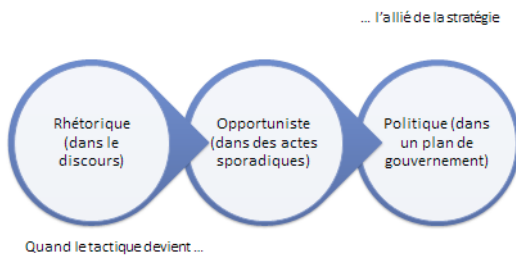 ... l'allié de la stratégie
Rhétorique
(dans le
discours)
Opportuniste
(dans des actes
sporadiques)
Politique (dans
un plan de
gouvernement)
Quand le tactique devient ...